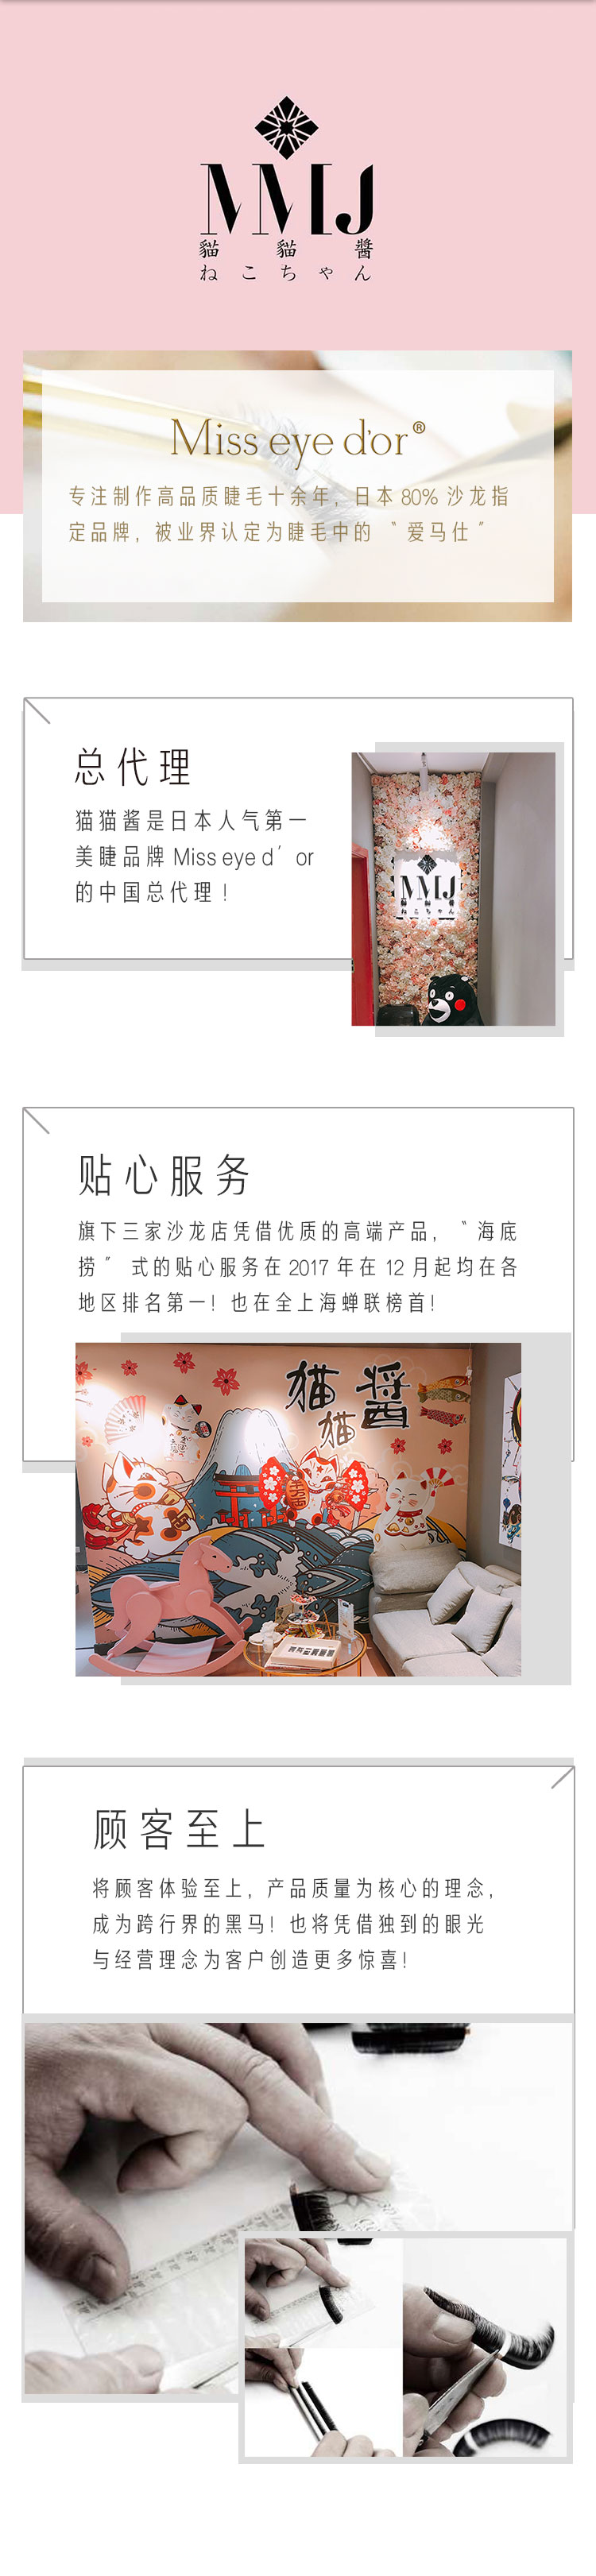 MMJ
貓 貓 醬
ねこちゃん
Miss eye d'or®
专注制作高品质睫毛十余年，日本 80% 沙龙指
定品牌，被业界认定为睫毛中的 〝爱马仕〞
总代理
猫猫酱是日本人气第一
美睫品牌 Miss eye d’or
的中国总代理！
MMJ
貓 貓 醬
ねこちゃん
贴心服务
旗下三家沙龙店凭借优质的高端产品，〝海底
捞〞 式的贴心服务在 2017 年在 12 月起均在各
地区排名第一！也在全上海蝉联榜首！
猫猫醬
顾客至上
将顾客体验至上，产品质量为核心的理念，
成为跨行界的黑马！也将凭借独到的眼光
与经营理念为客户创造更多惊喜！